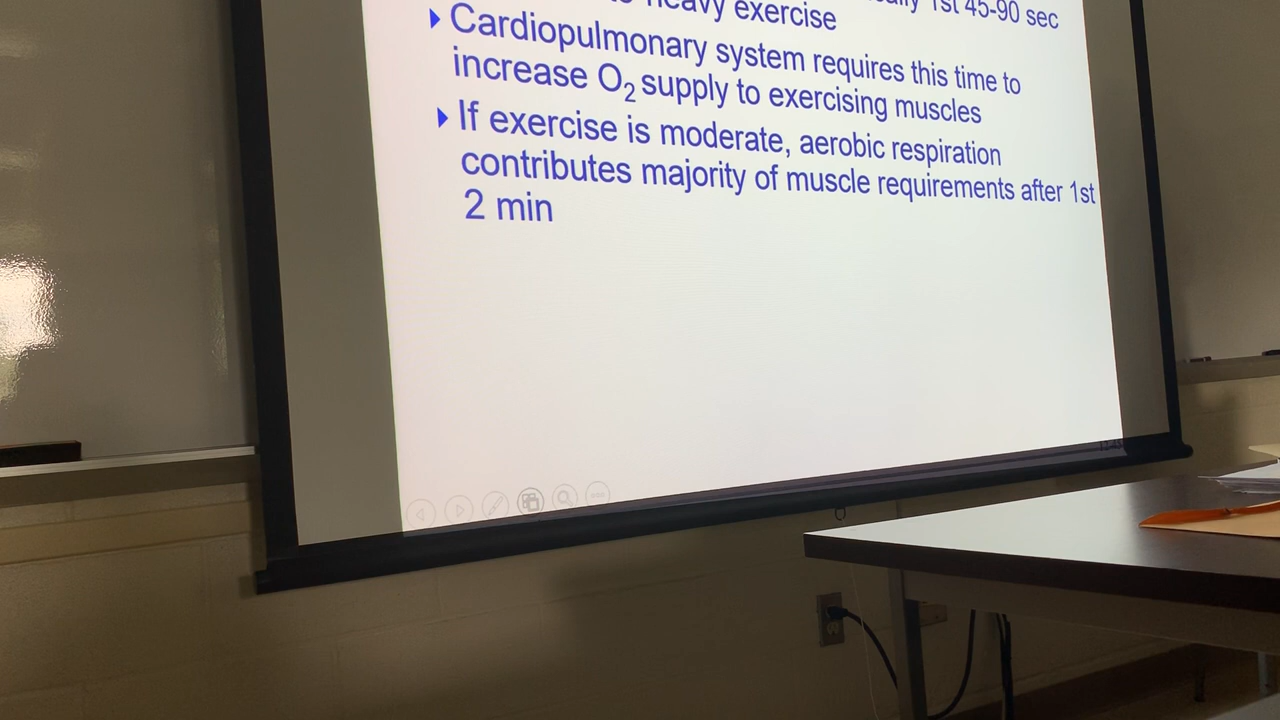 1st 45-90 sec
heavy exercise
Cardiopulmonary system requires this time to
increase O2 supply to exercising muscles
If exercise is moderate, aerobic respiration
contributes majority of muscle requirements after 1st
2 min